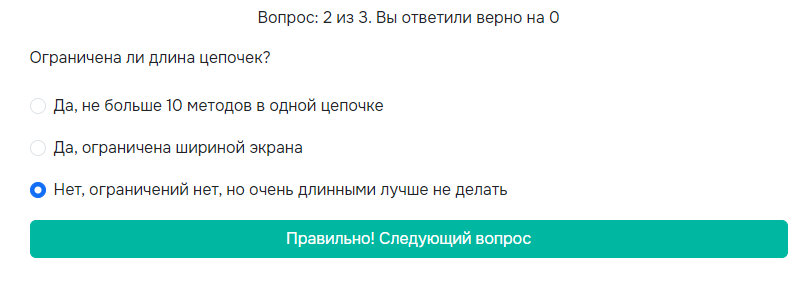 Вопрос: 2 из 3. Вы ответили верно на 0
Ограничена ли длина цепочек?
Да, не больше 10 методов в одной цепочке
Да, ограничена шириной экрана
Нет, ограничений нет, но очень длинными лучше не делать
Правильно! Следующий вопрос